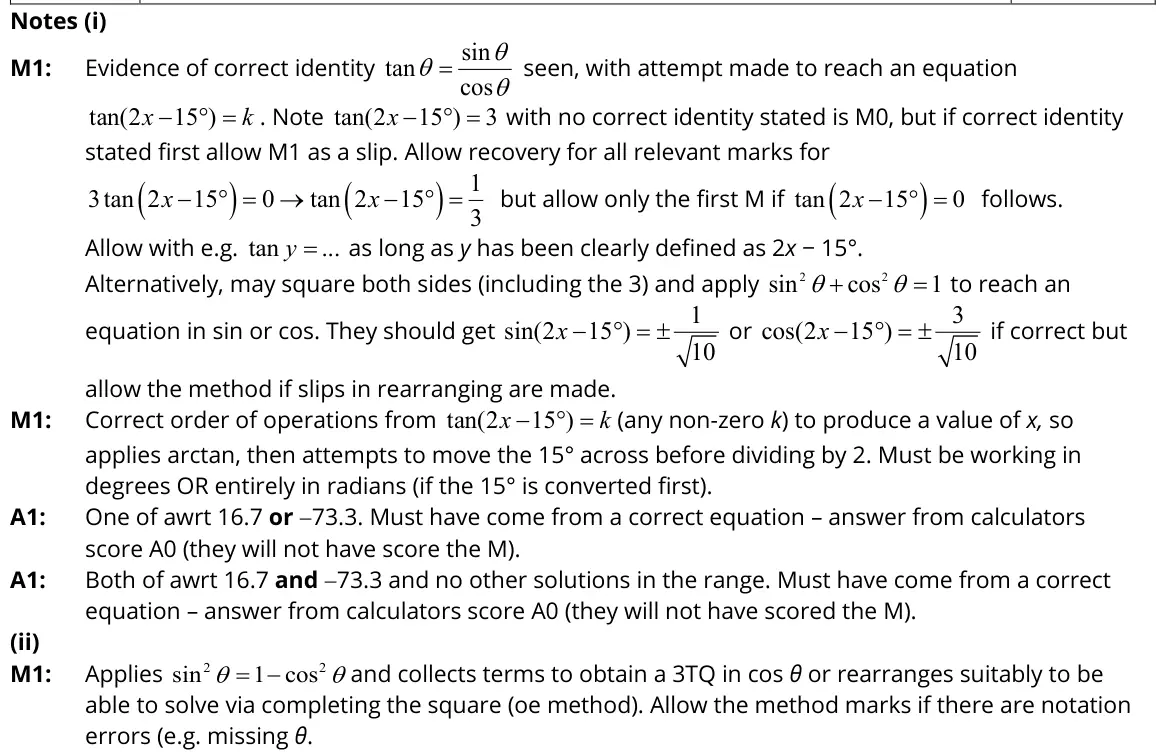 Notes (i)
M1: Evidence of correct identity tan θ = sin θ / cos θ seen, with attempt made to reach an equation
tan(2x − 15°) = k . Note tan(2x − 15°) = 3 with no correct identity stated is M0, but if correct identity
stated first allow M1 as a slip. Allow recovery for all relevant marks for
3 tan(2x − 15°) = 0 → tan(2x − 15°) = 1/3 but allow only the first M if tan(2x − 15°) = 0 follows.
Allow with e.g. tan y = ... as long as y has been clearly defined as 2x − 15°.
Alternatively, may square both sides (including the 3) and apply sin² θ + cos² θ = 1 to reach an
equation in sin or cos. They should get sin(2x − 15°) = ± 1/√10 or cos(2x − 15°) = ± 3/√10 if correct but
allow the method if slips in rearranging are made.
M1: Correct order of operations from tan(2x − 15°) = k (any non-zero k) to produce a value of x, so
applies arctan, then attempts to move the 15° across before dividing by 2. Must be working in
degrees OR entirely in radians (if the 15° is converted first).
A1: One of awrt 16.7 or −73.3. Must have come from a correct equation – answer from calculators
score A0 (they will not have score the M).
A1: Both of awrt 16.7 and −73.3 and no other solutions in the range. Must have come from a correct
equation – answer from calculators score A0 (they will not have scored the M).
(ii)
M1: Applies sin² θ = 1 − cos² θ and collects terms to obtain a 3TQ in cos θ or rearranges suitably to be
able to solve via completing the square (oe method). Allow the method marks if there are notation
errors (e.g. missing θ.